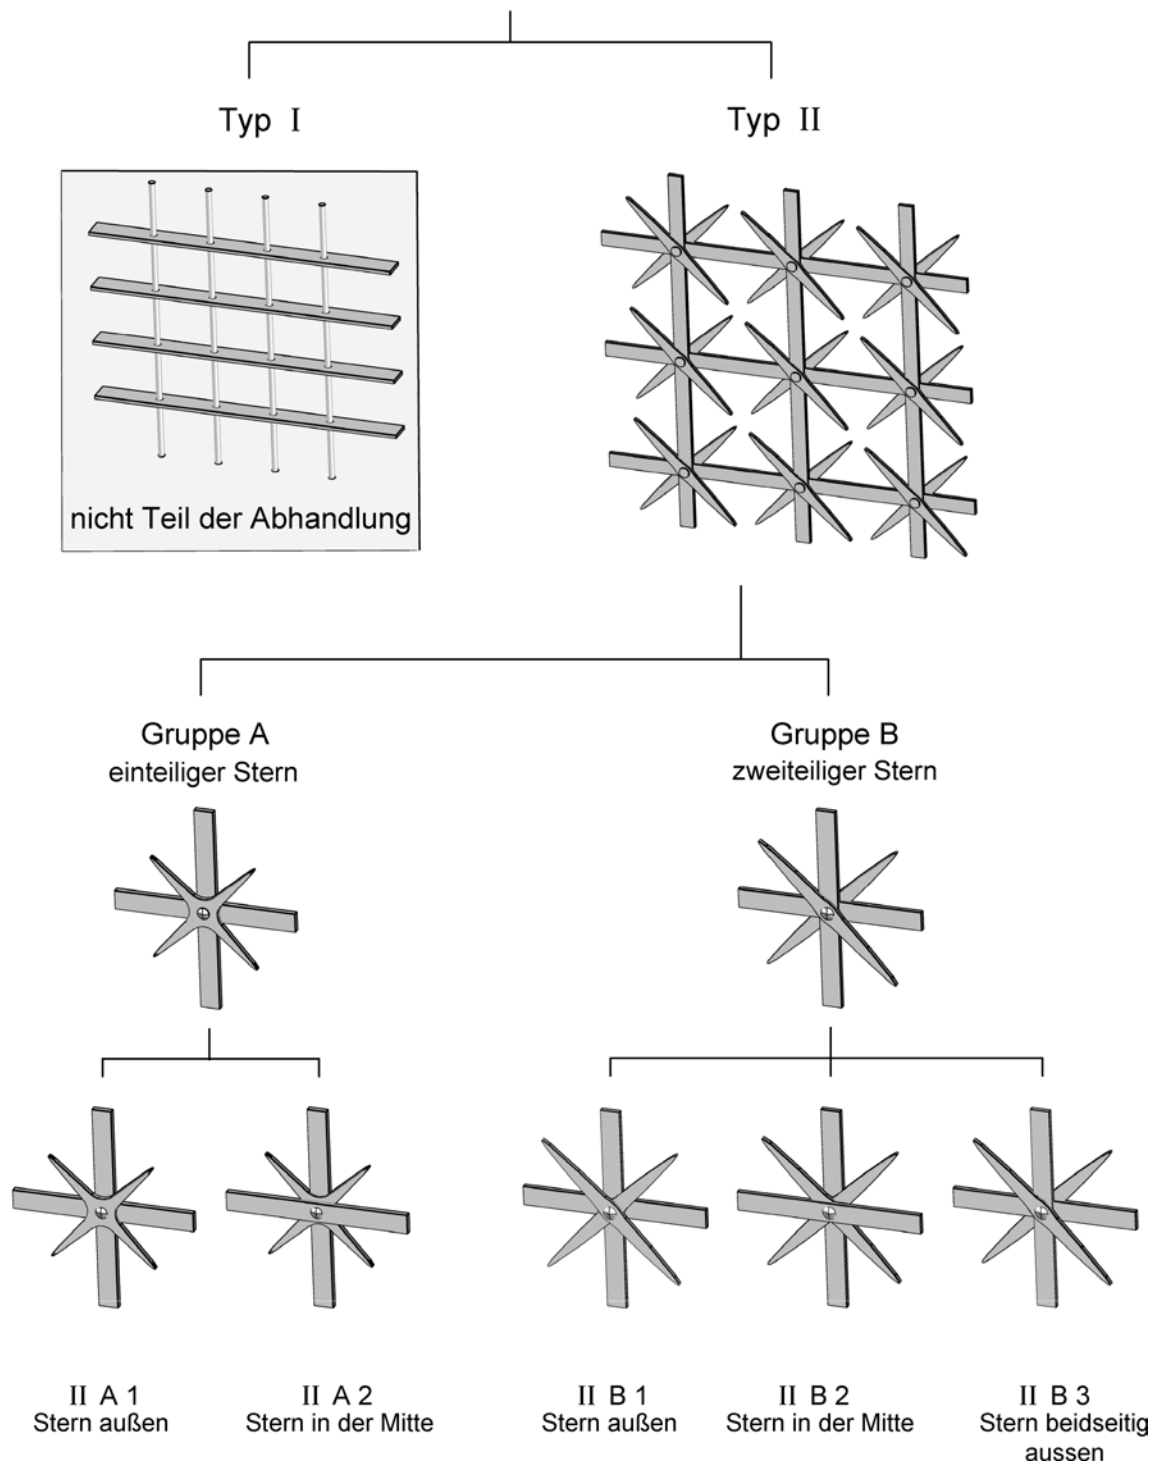 Typ I
Typ II
nicht Teil der Abhandlung
Gruppe A
einteiliger Stern
Gruppe B
zweiteiliger Stern
II A 1
Stern außen
II A 2
Stern in der Mitte
II B 1
Stern außen
II B 2
Stern in der Mitte
II B 3
Stern beidseitig
aussen